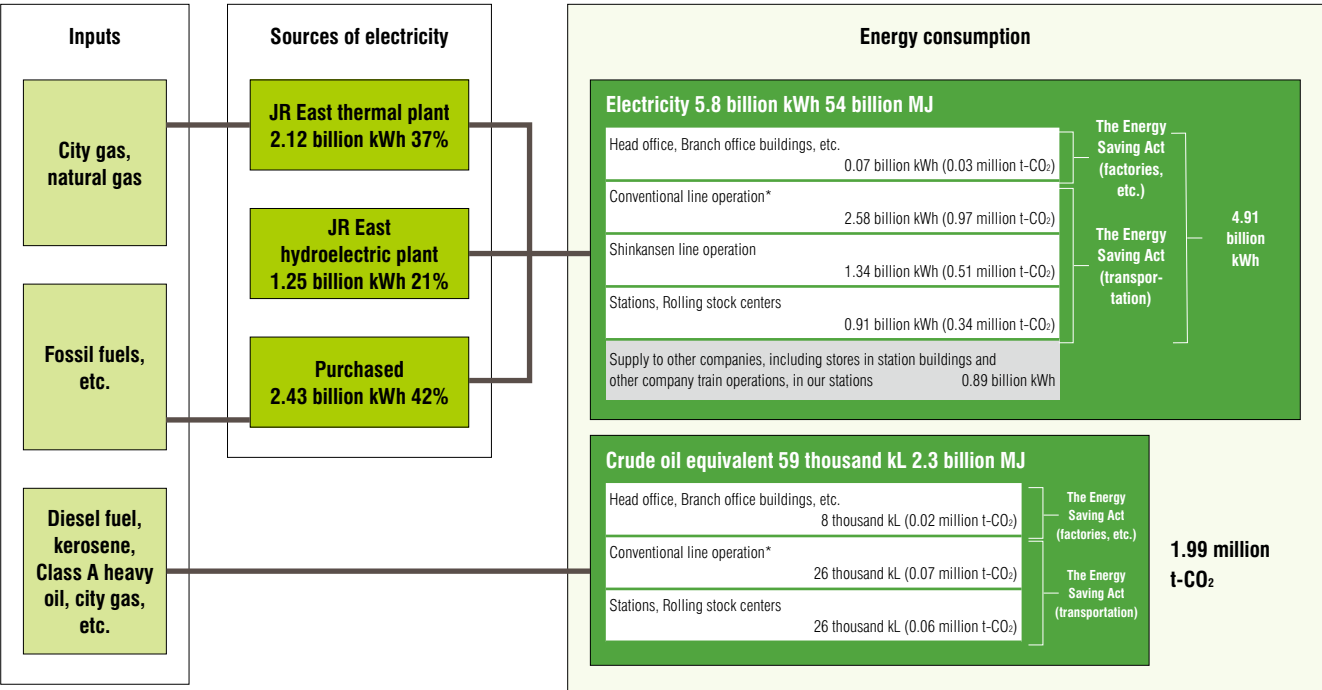 Inputs
City gas,
natural gas
Fossil fuels,
etc.
Diesel fuel,
kerosene,
Class A heavy
oil, city gas,
etc.
Sources of electricity
JR East thermal plant
2.12 billion kWh 37%
JR East
hydroelectric plant
1.25 billion kWh 21%
Purchased
2.43 billion kWh 42%
Energy consumption
Electricity 5.8 billion kWh 54 billion MJ
Head office, Branch office buildings, etc.
0.07 billion kWh (0.03 million t-CO₂)
Conventional line operation*
2.58 billion kWh (0.97 million t-CO₂)
Shinkansen line operation
1.34 billion kWh (0.51 million t-CO₂)
Stations, Rolling stock centers
0.91 billion kWh (0.34 million t-CO₂)
Supply to other companies, including stores in station buildings and
other company train operations, in our stations 0.89 billion kWh
The Energy
Saving Act
(factories,
etc.)
The Energy
Saving Act
(transpor-
tation)
4.91
billion
kWh
Crude oil equivalent 59 thousand kL 2.3 billion MJ
Head office, Branch office buildings, etc.
8 thousand kL (0.02 million t-CO₂)
Conventional line operation*
26 thousand kL (0.07 million t-CO₂)
Stations, Rolling stock centers
26 thousand kL (0.06 million t-CO₂)
The Energy
Saving Act
(factories, etc.)
The Energy
Saving Act
(transportation)
1.99 million
t-CO₂